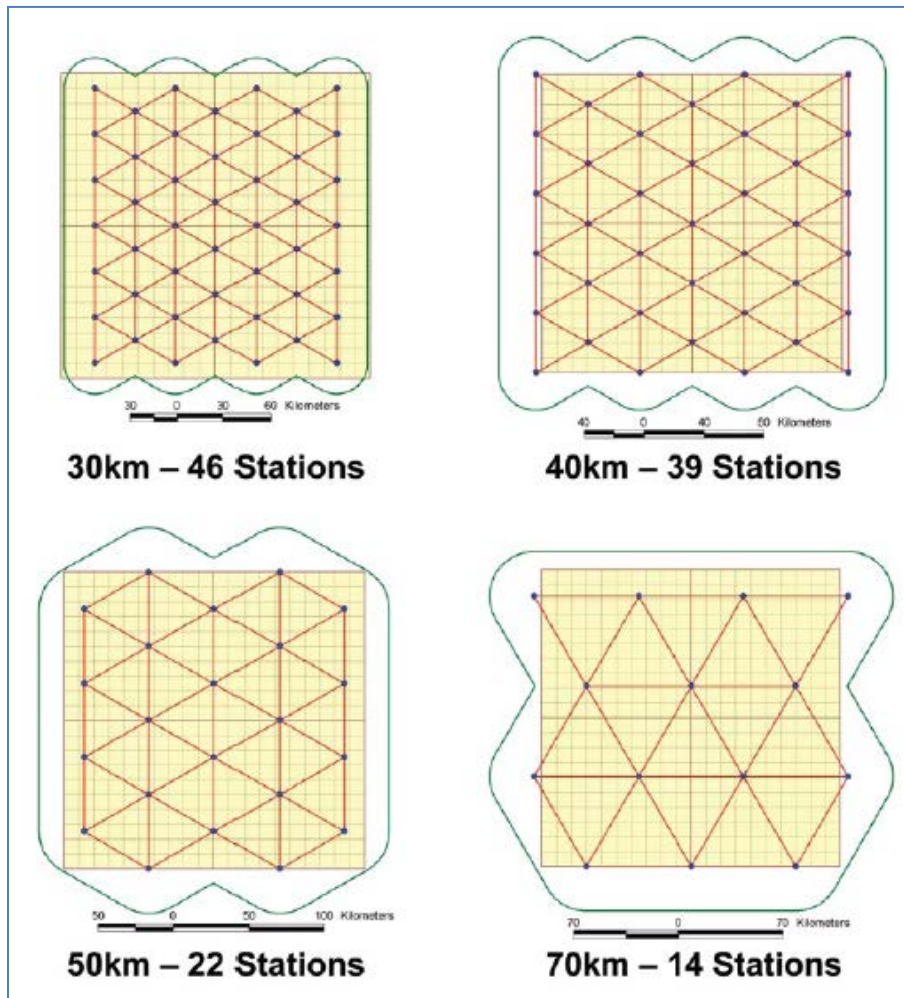 30 0 30 60 Kilometers
30km – 46 Stations
40 0 40 80 Kilometers
40km – 39 Stations
50 0 50 100 Kilometers
50km – 22 Stations
70 0 70 Kilometers
70km – 14 Stations